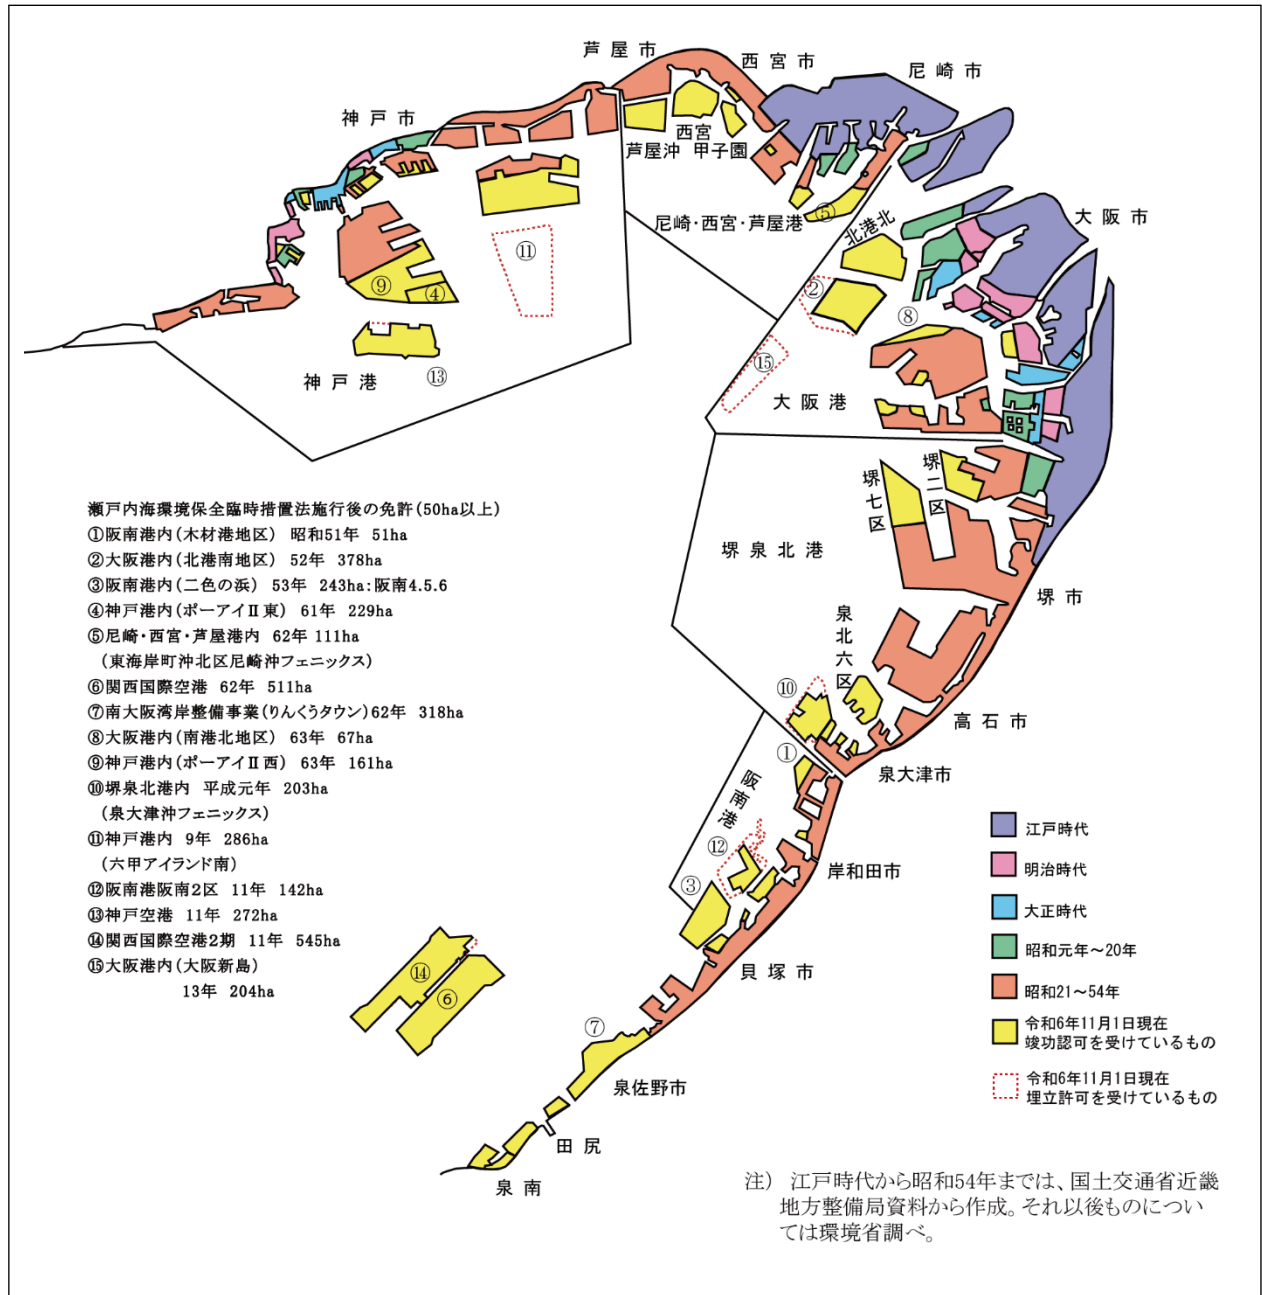 芦屋市
西宮市
尼崎市
神戸市
西宮
芦屋沖 甲子園
尼崎・西宮・芦屋港
⑤
北港北
大阪市
⑪
⑨
④
②
⑧
⑮
神戸港
⑬
大阪港
堺七区
堺二区
堺泉北港
堺市
泉北六区
⑩
高石市
①
泉大津市
阪南港
⑫
③
岸和田市
貝塚市
⑭
⑥
⑦
泉佐野市
田尻
泉南
瀬戸内海環境保全臨時措置法施行後の免許(50ha以上)
①阪南港内(木材港地区) 昭和51年 51ha
②大阪港内(北港南地区) 52年 378ha
③阪南港内(二色の浜) 53年 243ha:阪南4.5.6
④神戸港内(ポーアイⅡ東) 61年 229ha
⑤尼崎・西宮・芦屋港内 62年 111ha
(東海岸町沖北区尼崎沖フェニックス)
⑥関西国際空港 62年 511ha
⑦南大阪湾岸整備事業(りんくうタウン)62年 318ha
⑧大阪港内(南港北地区) 63年 67ha
⑨神戸港内(ポーアイⅡ西) 63年 161ha
⑩堺泉北港内 平成元年 203ha
(泉大津沖フェニックス)
⑪神戸港内 9年 286ha
(六甲アイランド南)
⑫阪南港阪南2区 11年 142ha
⑬神戸空港 11年 272ha
⑭関西国際空港2期 11年 545ha
⑮大阪港内(大阪新島)
13年 204ha
江戸時代
明治時代
大正時代
昭和元年~20年
昭和21~54年
令和6年11月1日現在
竣功認可を受けているもの
令和6年11月1日現在
埋立許可を受けているもの
注) 江戸時代から昭和54年までは、国土交通省近畿
地方整備局資料から作成。それ以後ものについ
ては環境省調べ。